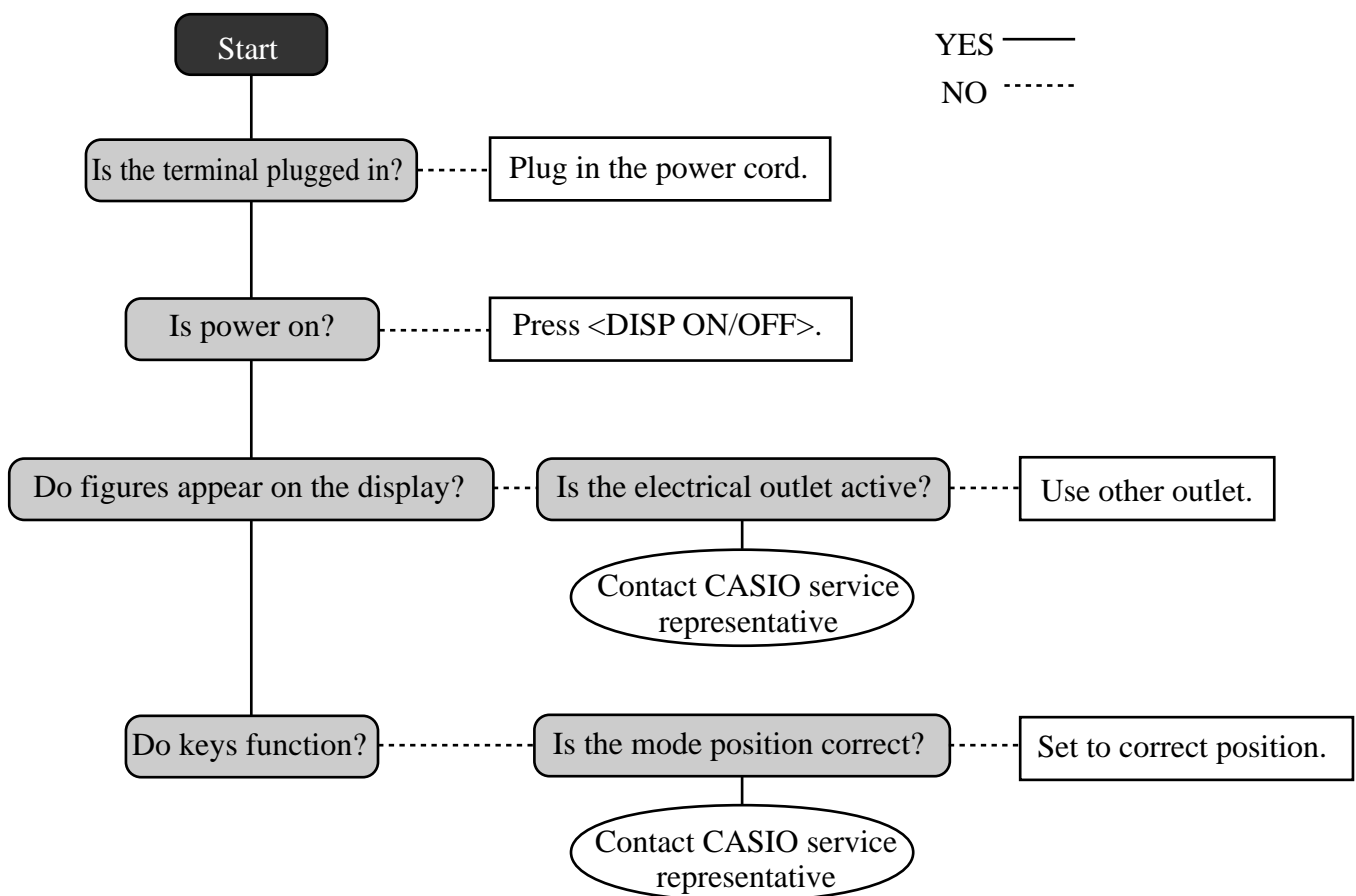 Start
YES
NO
Is the terminal plugged in?
Plug in the power cord.
Is power on?
Press <DISP ON/OFF>.
Do figures appear on the display?
Is the electrical outlet active?
Use other outlet.
Contact CASIO service
representative
Do keys function?
Is the mode position correct?
Set to correct position.
Contact CASIO service
representative